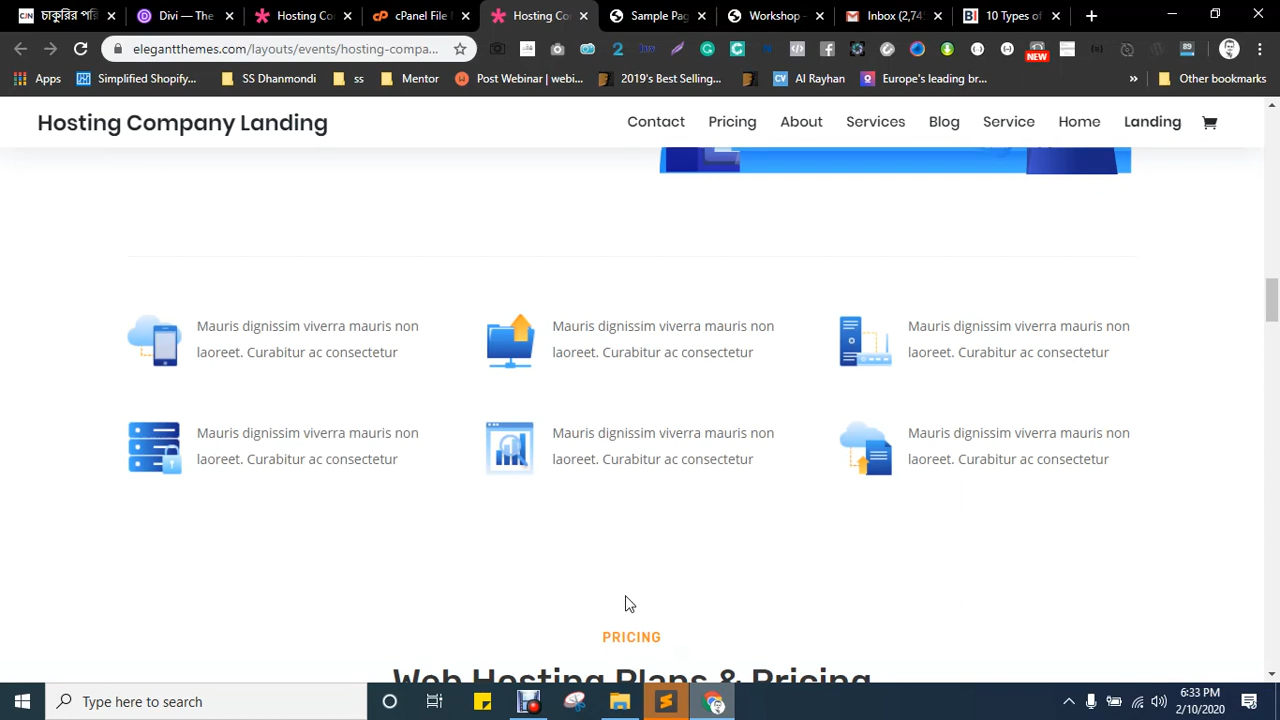 চাকুরির পরি
Divi — The
Hosting Co
cPanel File M
Hosting Co
Sample Pag
Workshop –
Inbox (2,74
10 Types of
elegantthemes.com/layouts/events/hosting-compa...
NEW
89
Apps
Simplified Shopify...
SS Dhanmondi
ss
Mentor
Post Webinar | webi...
2019's Best Selling...
Al Rayhan
Europe's leading br...
Other bookmarks
Hosting Company Landing
Contact
Pricing
About
Services
Blog
Service
Home
Landing
Mauris dignissim viverra mauris non
laoreet. Curabitur ac consectetur
Mauris dignissim viverra mauris non
laoreet. Curabitur ac consectetur
Mauris dignissim viverra mauris non
laoreet. Curabitur ac consectetur
Mauris dignissim viverra mauris non
laoreet. Curabitur ac consectetur
Mauris dignissim viverra mauris non
laoreet. Curabitur ac consectetur
Mauris dignissim viverra mauris non
laoreet. Curabitur ac consectetur
PRICING
Web Hosting Plans & Pricing
Type here to search
6:33 PM
2/10/2020